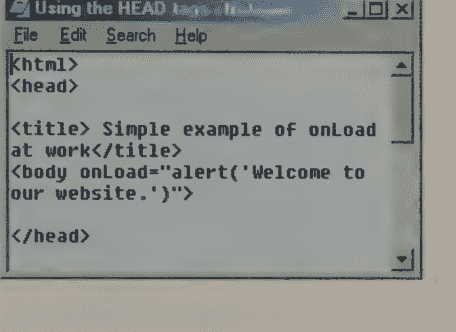 Using the HEAD tags
File Edit Search Help
<html>
<head>
<title> Simple example of onLoad
at work</title>
<body onLoad="alert('Welcome to
our website.')">
</head>